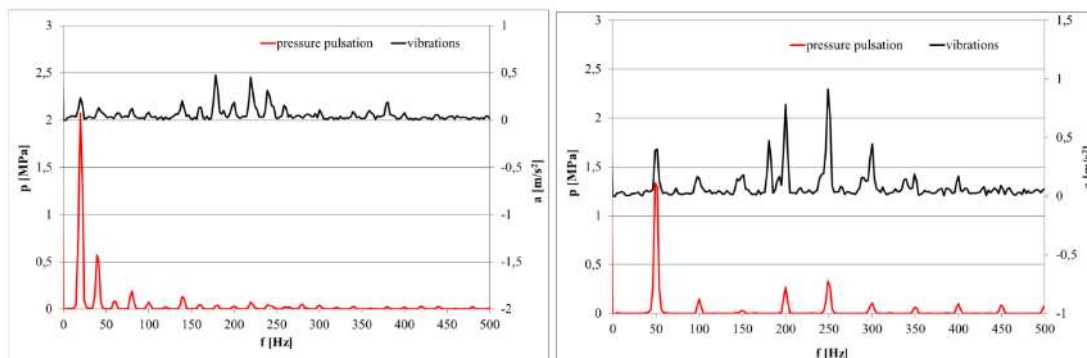 3 1
pressure pulsation vibrations
2,5 0,5
2 0
p [MPa]
1,5 -0,5
a [m/s²]
1 -1
0,5 -1,5
0 -2
0 50 100 150 200 250 300 350 400 450 500
f [Hz]
3 1,5
pressure pulsation vibrations
2,5 1
2
p [MPa]
1,5 0,5
1 0
0,5 -0,5
0 -1
0 50 100 150 200 250 300 350 400 450 500
f [Hz]